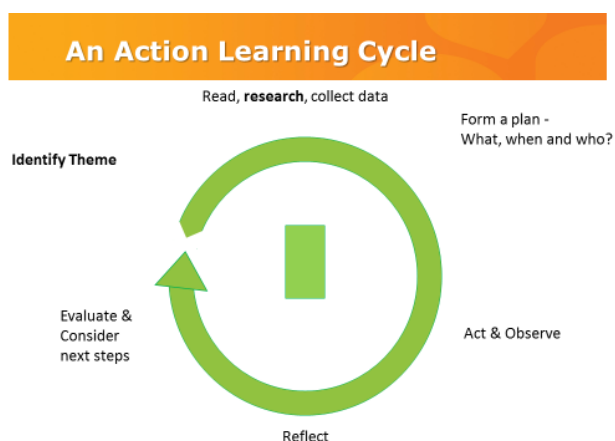 An Action Learning Cycle
Read, research, collect data
Form a plan -
What, when and who?
Identify Theme
Evaluate &
Consider
next steps
Act & Observe
Reflect